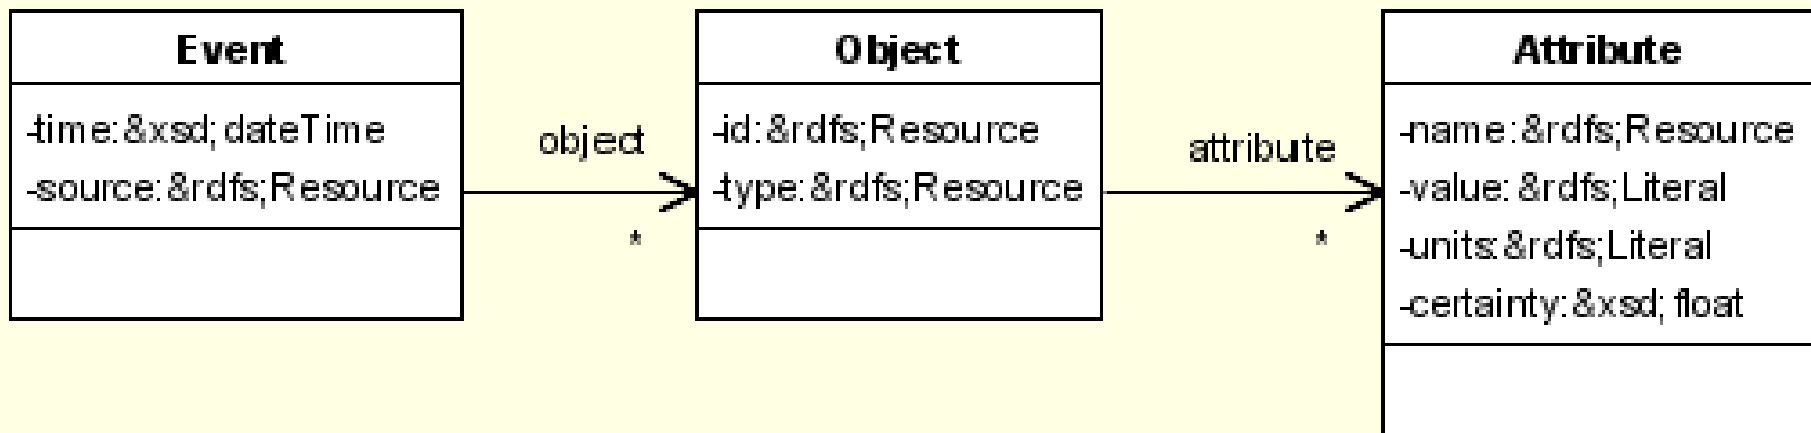 Event
-time:&xsd;dateTime
-source:&rdfs;Resource
object
*
Object
-id:&rdfs;Resource
-type:&rdfs;Resource
attribute
*
Attribute
-name:&rdfs;Resource
-value:&rdfs;Literal
-units:&rdfs;Literal
-certainty:&xsd;float